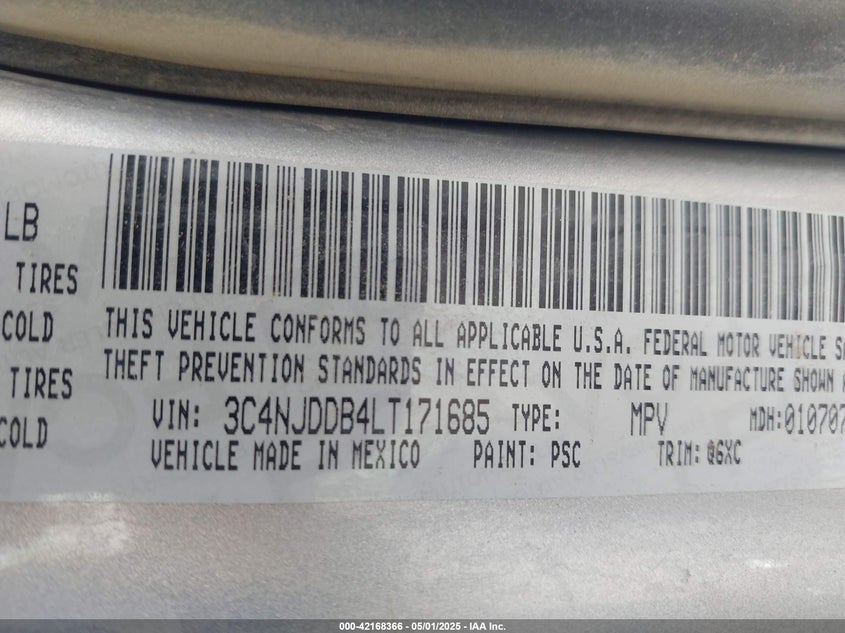 LB
TIRES
COLD
TIRES
COLD
THIS VEHICLE CONFORMS TO ALL APPLICABLE U.S.A. FEDERAL MOTOR VEHICLE
THEFT PREVENTION STANDARDS IN EFFECT ON THE DATE OF MANUFACTURE SHOWN
VIN: 3C4NJDDB4LT171685 TYPE: MPV MDH:010707
VEHICLE MADE IN MEXICO PAINT: PSC TRIM: Q6XC
000-42168366 - 05/01/2025 - IAA Inc.